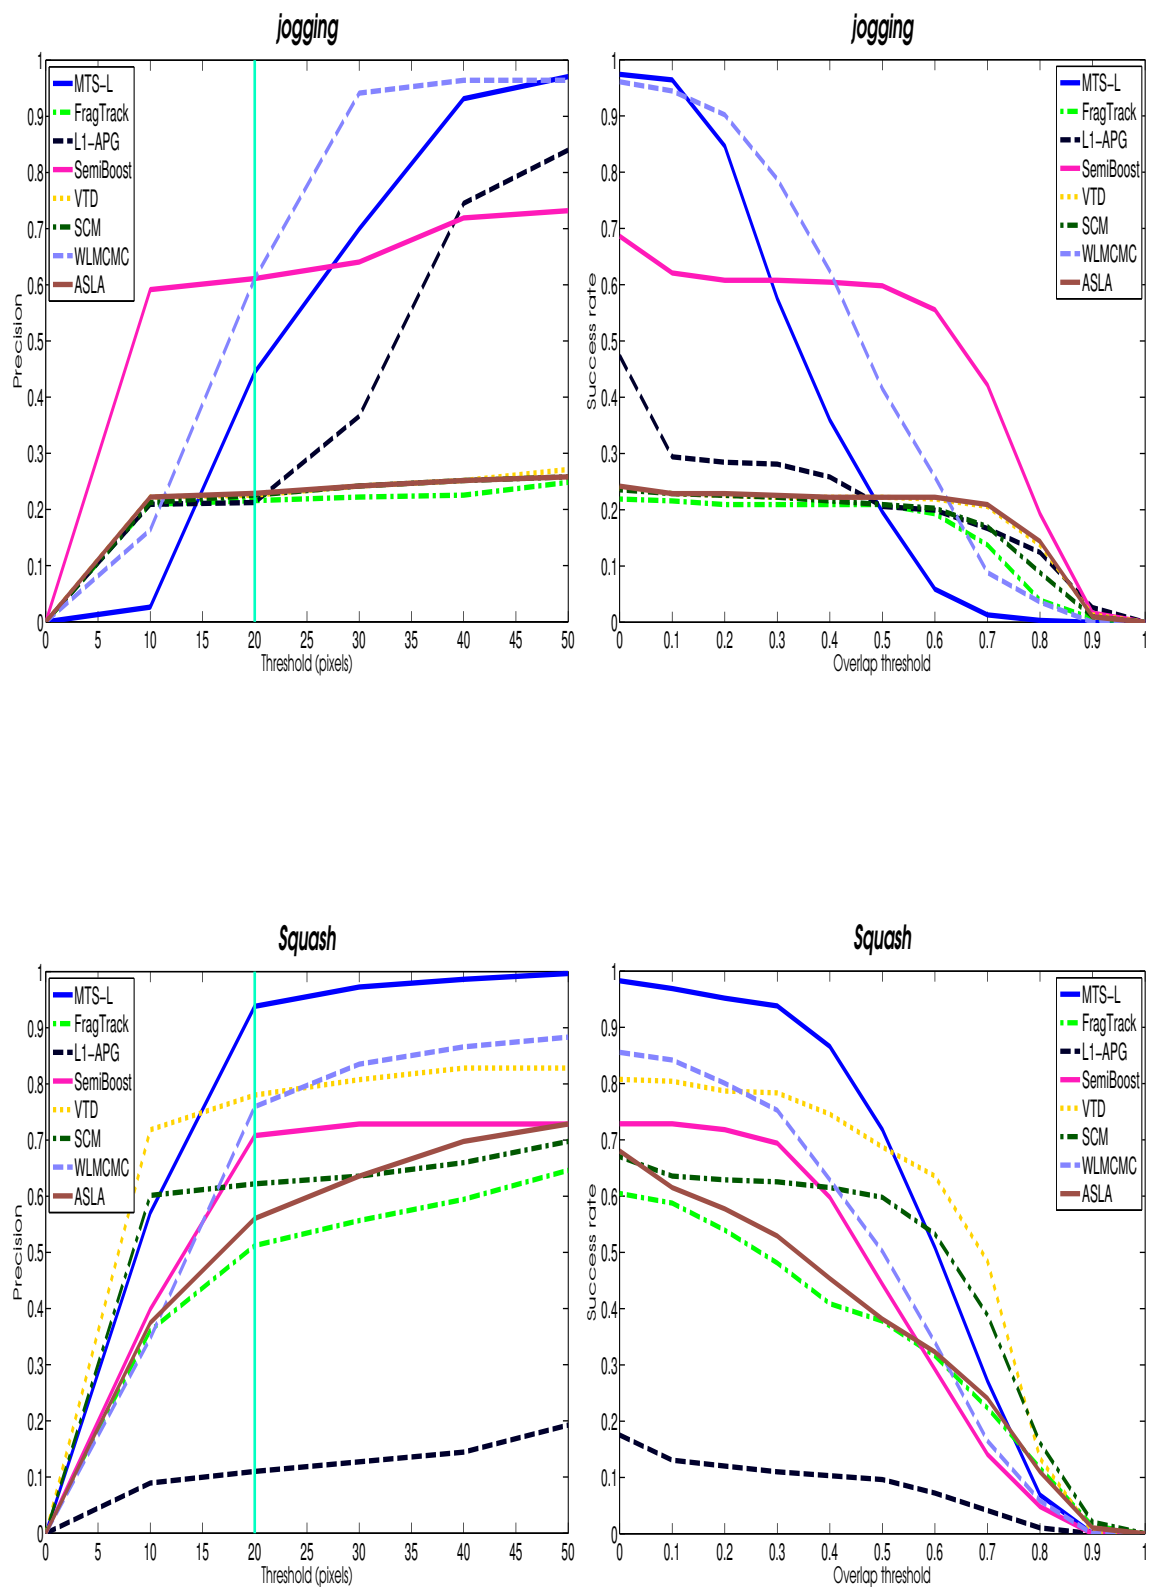 jogging
jogging
1
0.9
0.8
0.7
0.6
0.5
0.4
0.3
0.2
0.1
0
Precision
MTS-L
FragTrack
L1-APG
SemiBoost
VTD
SCM
WLMCMC
ASLA
0 5 10 15 20 25 30 35 40 45 50
Threshold (pixels)
1
0.9
0.8
0.7
0.6
0.5
0.4
0.3
0.2
0.1
0
Success rate
MTS-L
FragTrack
L1-APG
SemiBoost
VTD
SCM
WLMCMC
ASLA
0 0.1 0.2 0.3 0.4 0.5 0.6 0.7 0.8 0.9 1
Overlap threshold
Squash
Squash
1
0.9
0.8
0.7
0.6
0.5
0.4
0.3
0.2
0.1
0
Precision
MTS-L
FragTrack
L1-APG
SemiBoost
VTD
SCM
WLMCMC
ASLA
0 5 10 15 20 25 30 35 40 45 50
Threshold (pixels)
1
0.9
0.8
0.7
0.6
0.5
0.4
0.3
0.2
0.1
0
Success rate
MTS-L
FragTrack
L1-APG
SemiBoost
VTD
SCM
WLMCMC
ASLA
0 0.1 0.2 0.3 0.4 0.5 0.6 0.7 0.8 0.9 1
Overlap threshold